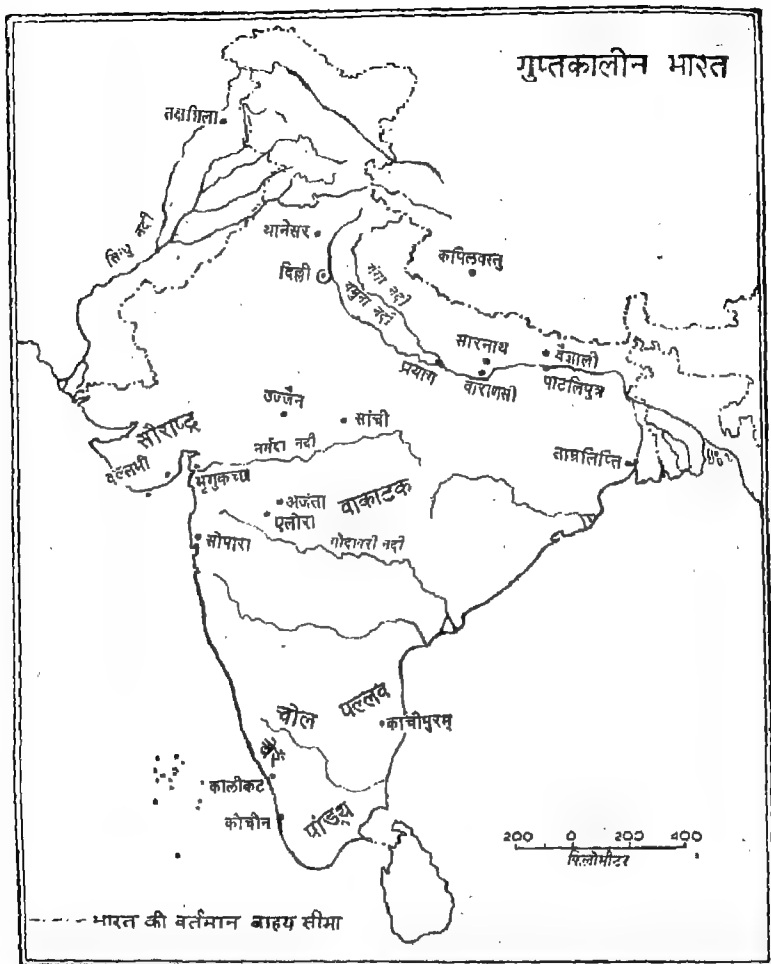 गुप्तकालीन भारत
तक्षशिला
सिन्धु नदी
थानेसर
दिल्ली
कपिलवस्तु
गंगा नदी
यमुना नदी
सारनाथ
वैशाली
प्रयाग
वाराणसी
पाटलिपुत्र
उज्जैन
सांची
सौराष्ट्र
नर्मदा नदी
वल्लभी
भृगुकच्छ
ताम्रलिप्ति
अजंता
एलोरा
वाकाटक
सोपारा
गोदावरी नदी
चोल
पल्लव
कांचीपुरम्
कालीकट
कोचीन
पांड्य
200 0 200 400
किलोमीटर
भारत की वर्तमान बाहय सीमा